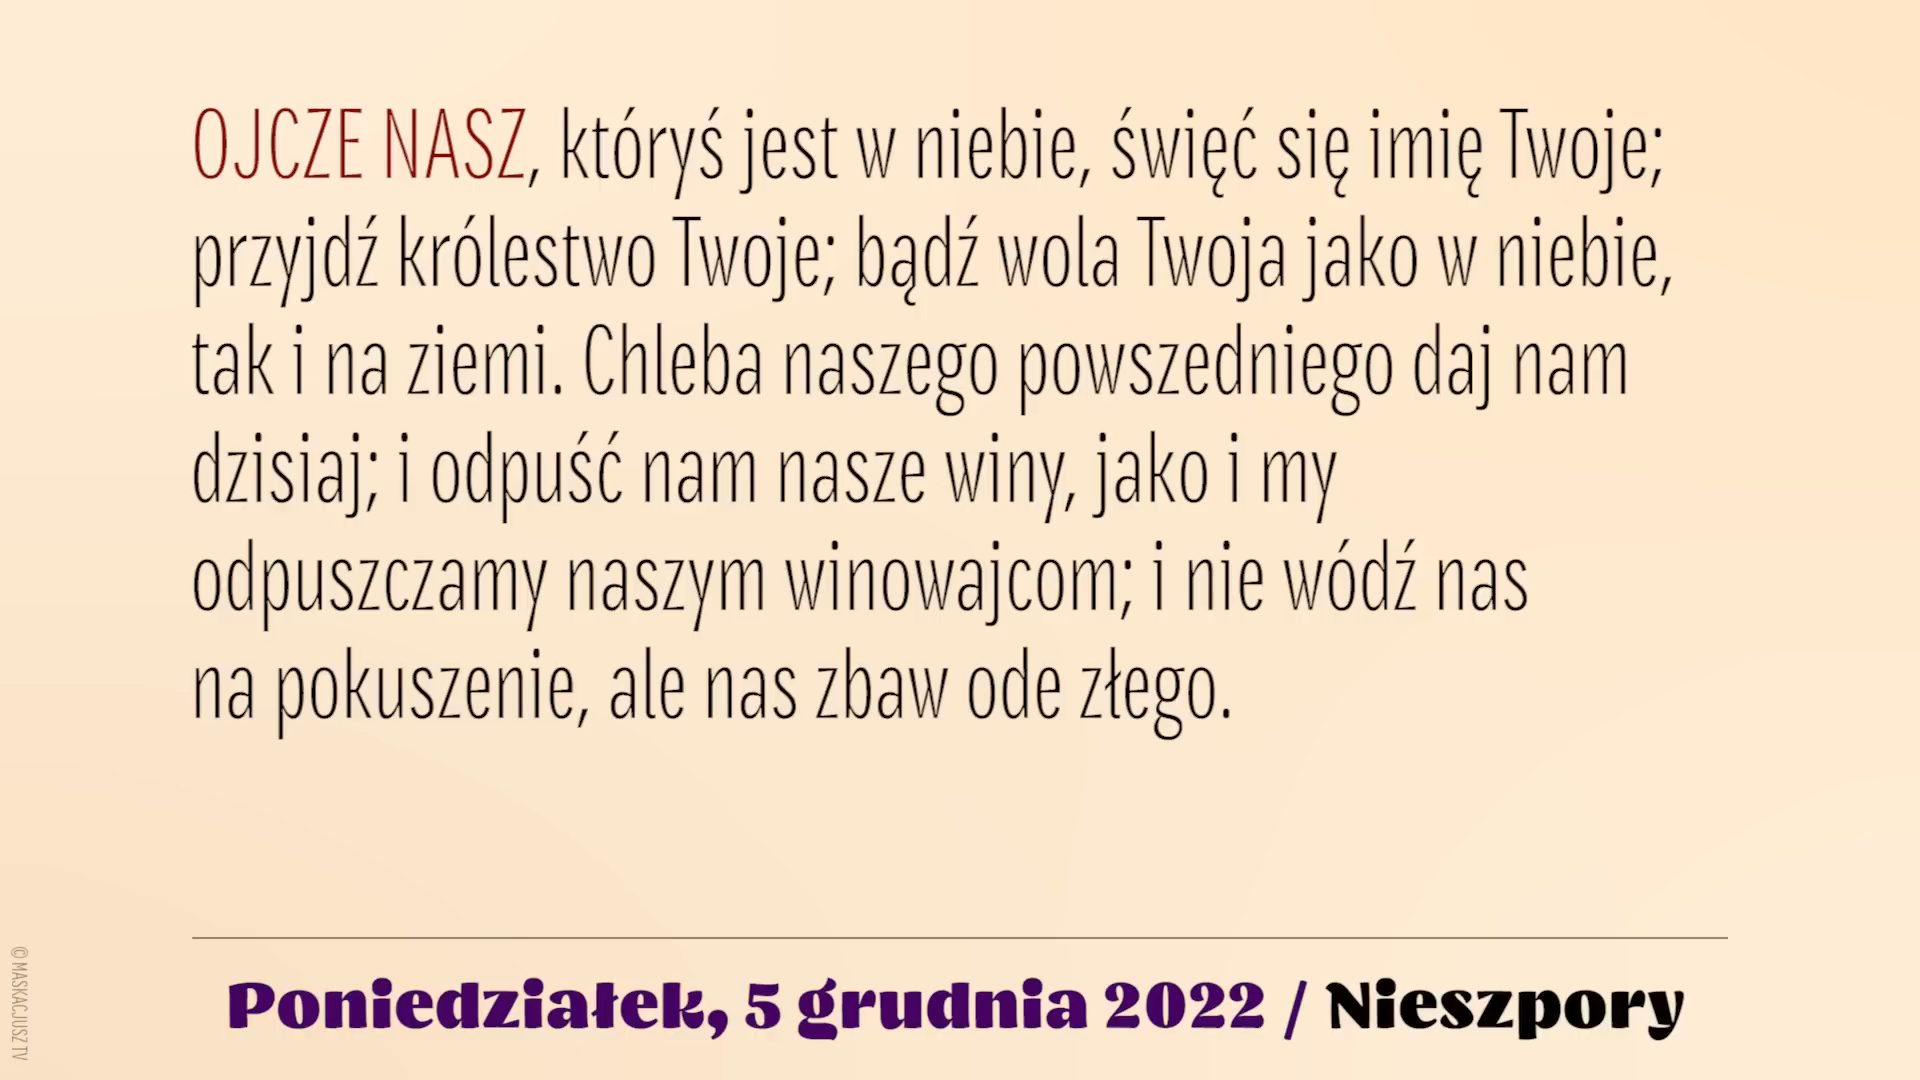 OJCZE NASZ, któryś jest w niebie, święć się imię Twoje;
przyjdź królestwo Twoje; bądź wola Twoja jako w niebie,
tak i na ziemi. Chleba naszego powszedniego daj nam
dzisiaj; i odpuść nam nasze winy, jako i my
odpuszczamy naszym winowajcom; i nie wódź nas
na pokuszenie, ale nas zbaw ode złego.
Poniedziałek, 5 grudnia 2022 / Nieszpory
© MASKACJUSZ TV